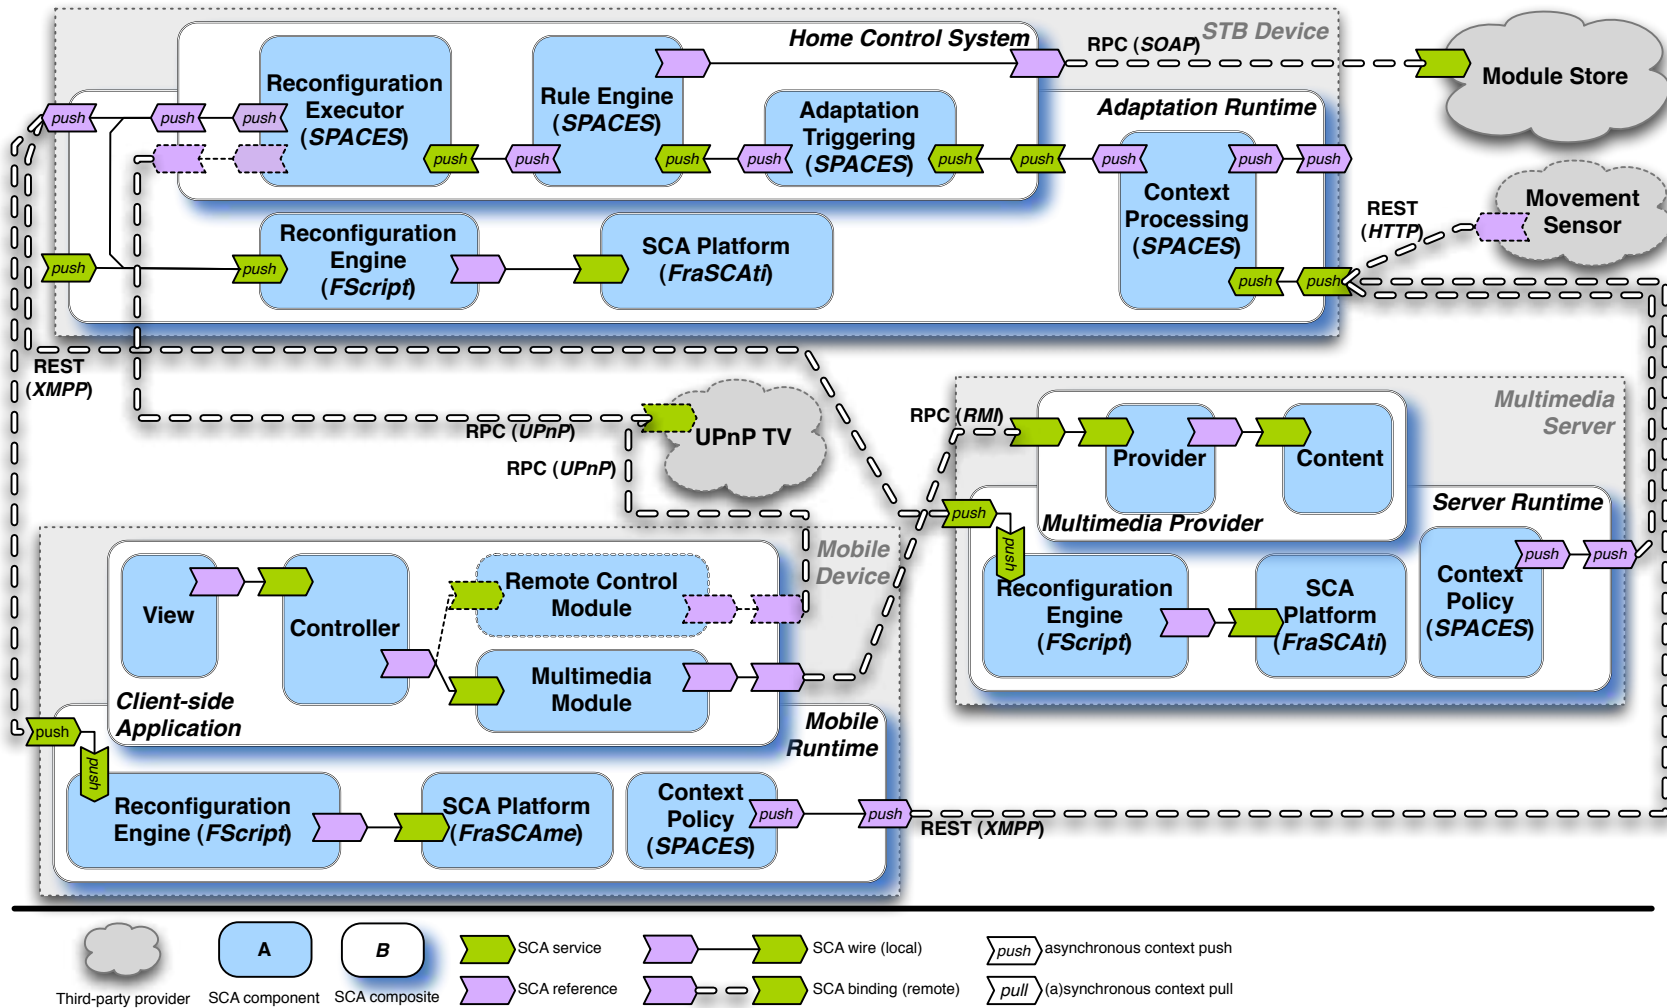 STB Device
Home Control System
RPC (SOAP)
Module Store
Reconfiguration
Executor
(SPACES)
Rule Engine
(SPACES)
Adaptation
Triggering
(SPACES)
Adaptation Runtime
push
push
push
push
push
push
push
push
push
push
push
push
Context
Processing
(SPACES)
Movement
Sensor
REST
(HTTP)
Reconfiguration
Engine
(FScript)
SCA Platform
(FraSCAti)
push
push
push
push
REST
(XMPP)
RPC (UPnP)
UPnP TV
RPC (UPnP)
RPC (RMI)
Multimedia
Server
Provider
Content
Multimedia Provider
Server Runtime
push
push
Reconfiguration
Engine
(FScript)
SCA
Platform
(FraSCAti)
push
push
Context
Policy
(SPACES)
Mobile
Device
View
Controller
Remote Control
Module
Multimedia
Module
Client-side
Application
Mobile
Runtime
push
push
Reconfiguration
Engine (FScript)
SCA Platform
(FraSCAme)
Context
Policy
(SPACES)
push
push
REST (XMPP)
A
B
SCA service
SCA wire (local)
push
asynchronous context push
Third-party provider
SCA component
SCA composite
SCA reference
SCA binding (remote)
pull
(a)synchronous context pull